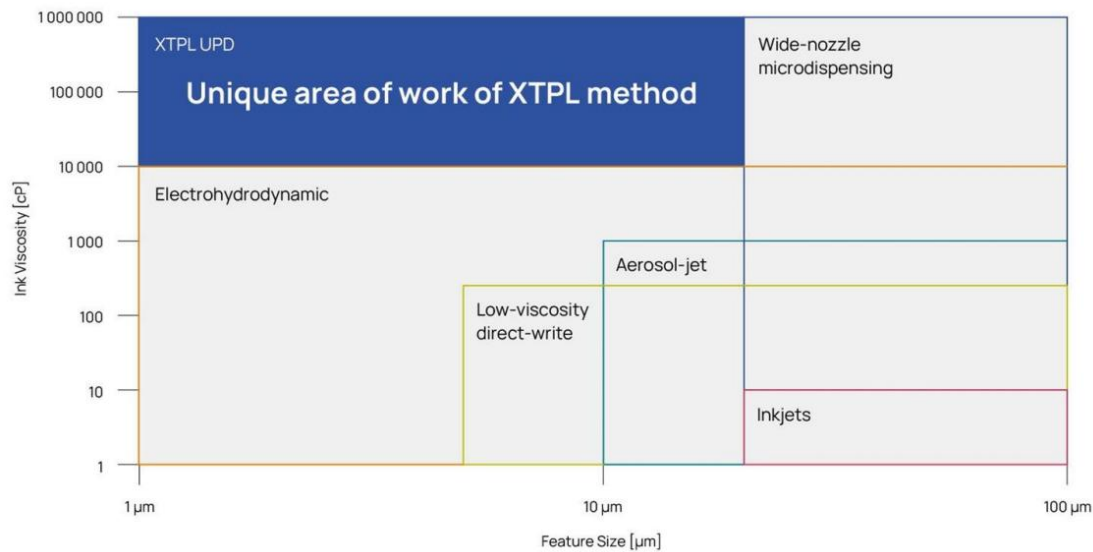 1 000 000
XTPL UPD
Unique area of work of XTPL method
Wide-nozzle
microdispensing
100 000
10 000
Electrohydrodynamic
Ink Viscosity [cP]
1 000
Aerosol-jet
Low-viscosity
direct-write
100
10
Inkjets
1
1 µm
10 µm
100 µm
Feature Size [µm]